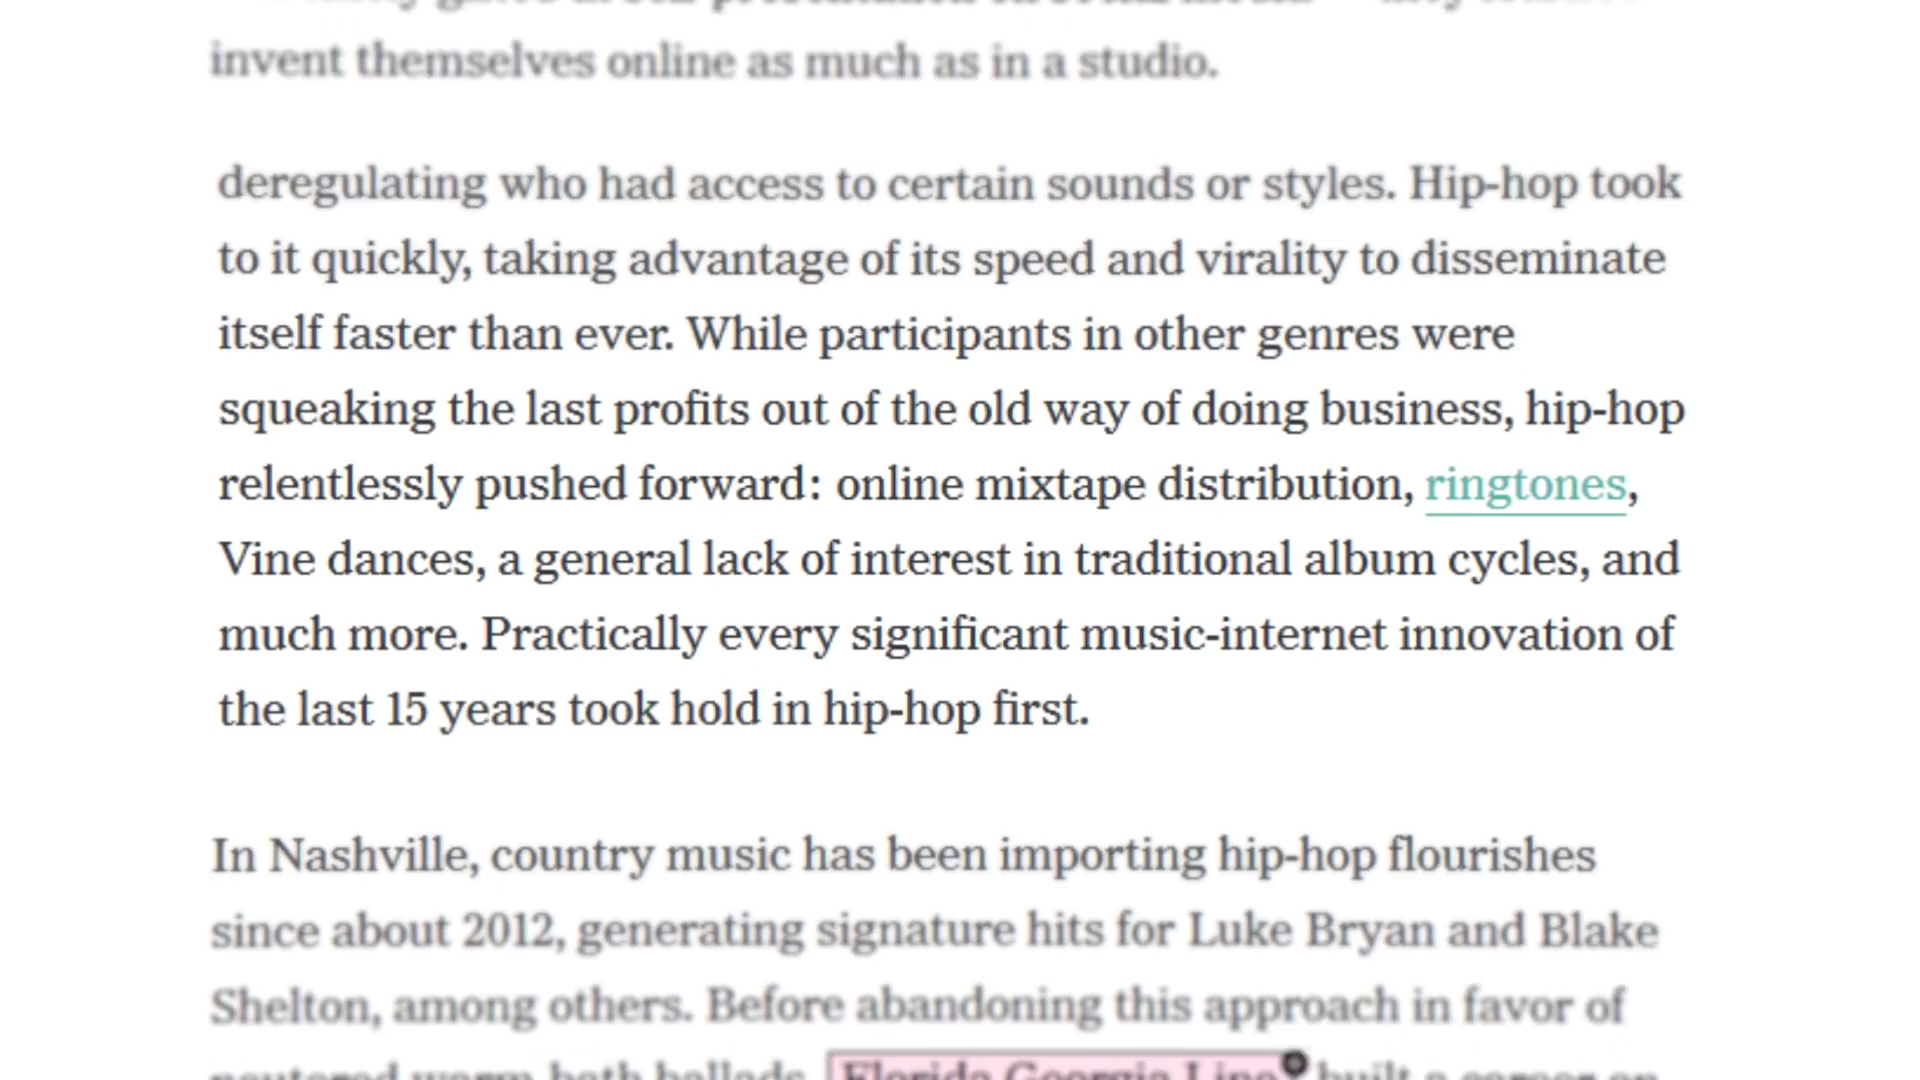 invent themselves online as much as in a studio.
deregulating who had access to certain sounds or styles. Hip-hop took
to it quickly, taking advantage of its speed and virality to disseminate
itself faster than ever. While participants in other genres were
squeaking the last profits out of the old way of doing business, hip-hop
relentlessly pushed forward: online mixtape distribution, ringtones,
Vine dances, a general lack of interest in traditional album cycles, and
much more. Practically every significant music-internet innovation of
the last 15 years took hold in hip-hop first.
In Nashville, country music has been importing hip-hop flourishes
since about 2012, generating signature hits for Luke Bryan and Blake
Shelton, among others. Before abandoning this approach in favor of
Florida Georgia Line built a career on